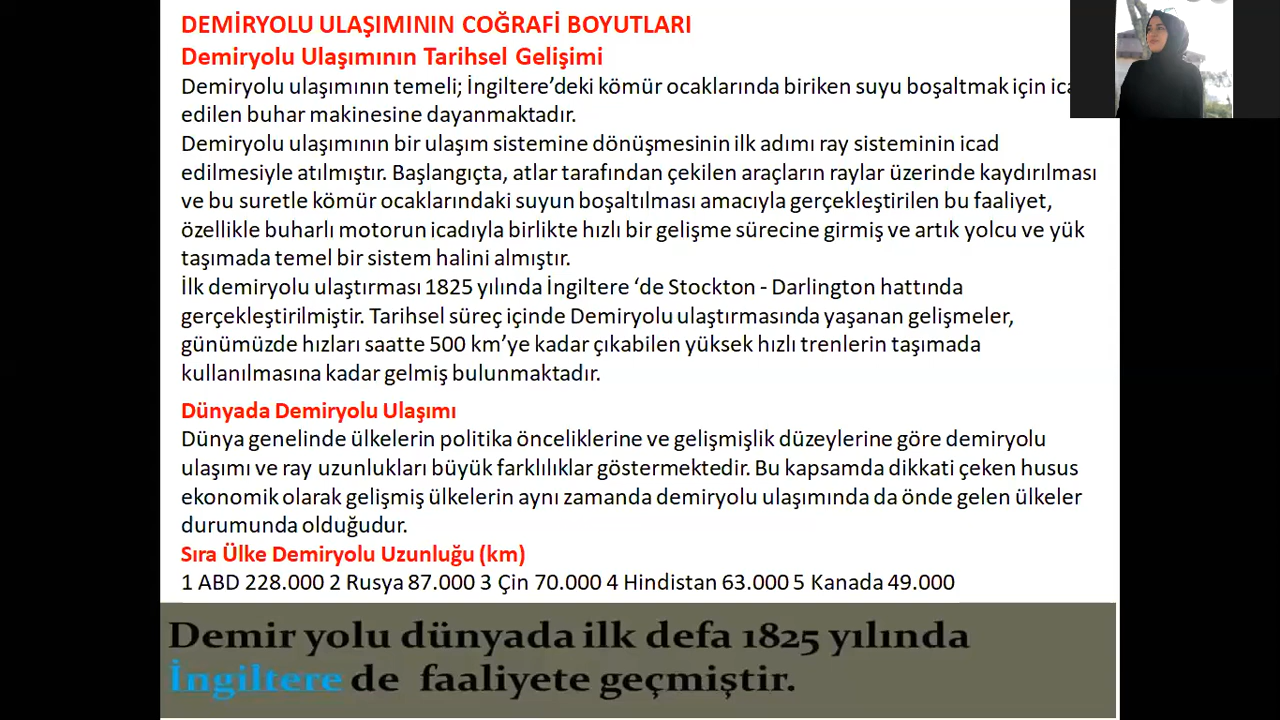 DEMİRYOLU ULAŞIMININ COĞRAFİ BOYUTLARI
Demiryolu Ulaşımının Tarihsel Gelişimi
Demiryolu ulaşımının temeli; İngiltere’deki kömür ocaklarında biriken suyu boşaltmak için
edilen buhar makinesine dayanmaktadır.
Demiryolu ulaşımının bir ulaşım sistemine dönüşmesinin ilk adımı ray sisteminin icad
edilmesiyle atılmıştır. Başlangıçta, atlar tarafından çekilen araçların raylar üzerinde kaydırılması
ve bu suretle kömür ocaklarındaki suyun boşaltılması amacıyla gerçekleştirilen bu faaliyet,
özellikle buharlı motorun icadıyla birlikte hızlı bir gelişme sürecine girmiş ve artık yolcu ve yük
taşımada temel bir sistem halini almıştır.
İlk demiryolu ulaştırması 1825 yılında İngiltere ‘de Stockton - Darlington hattında
gerçekleştirilmiştir. Tarihsel süreç içinde Demiryolu ulaştırmasında yaşanan gelişmeler,
günümüzde hızları saatte 500 km’ye kadar çıkabilen yüksek hızlı trenlerin taşımada
kullanılmasına kadar gelmiş bulunmaktadır.
Dünyada Demiryolu Ulaşımı
Dünya genelinde ülkelerin politika önceliklerine ve gelişmişlik düzeylerine göre demiryolu
ulaşımı ve ray uzunlukları büyük farklılıklar göstermektedir. Bu kapsamda dikkati çeken husus
ekonomik olarak gelişmiş ülkelerin aynı zamanda demiryolu ulaşımında da önde gelen ülkeler
durumunda olduğudur.
Sıra Ülke Demiryolu Uzunluğu (km)
1 ABD 228.000 2 Rusya 87.000 3 Çin 70.000 4 Hindistan 63.000 5 Kanada 49.000
Demir yolu dünyada ilk defa 1825 yılında
İngiltere de faaliyete geçmiştir.